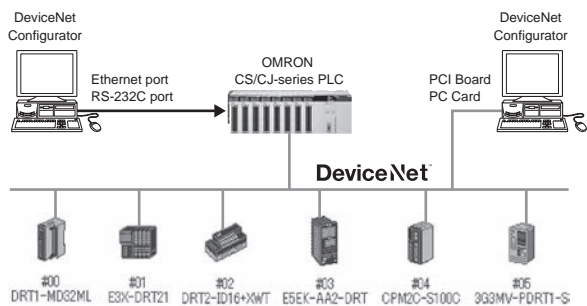 DeviceNet
Configurator
DeviceNet
Configurator
OMRON
CS/CJ-series PLC
Ethernet port
RS-232C port
PCI Board
PC Card
DeviceNet™
#00
DRT1-MD32ML
#01
E3X-DRT21
#02
DRT2-ID16+XWT
#03
E5EK-AA2-DRT
#04
CPM2C-S100C
#05
3G3MV-PDRT1-S